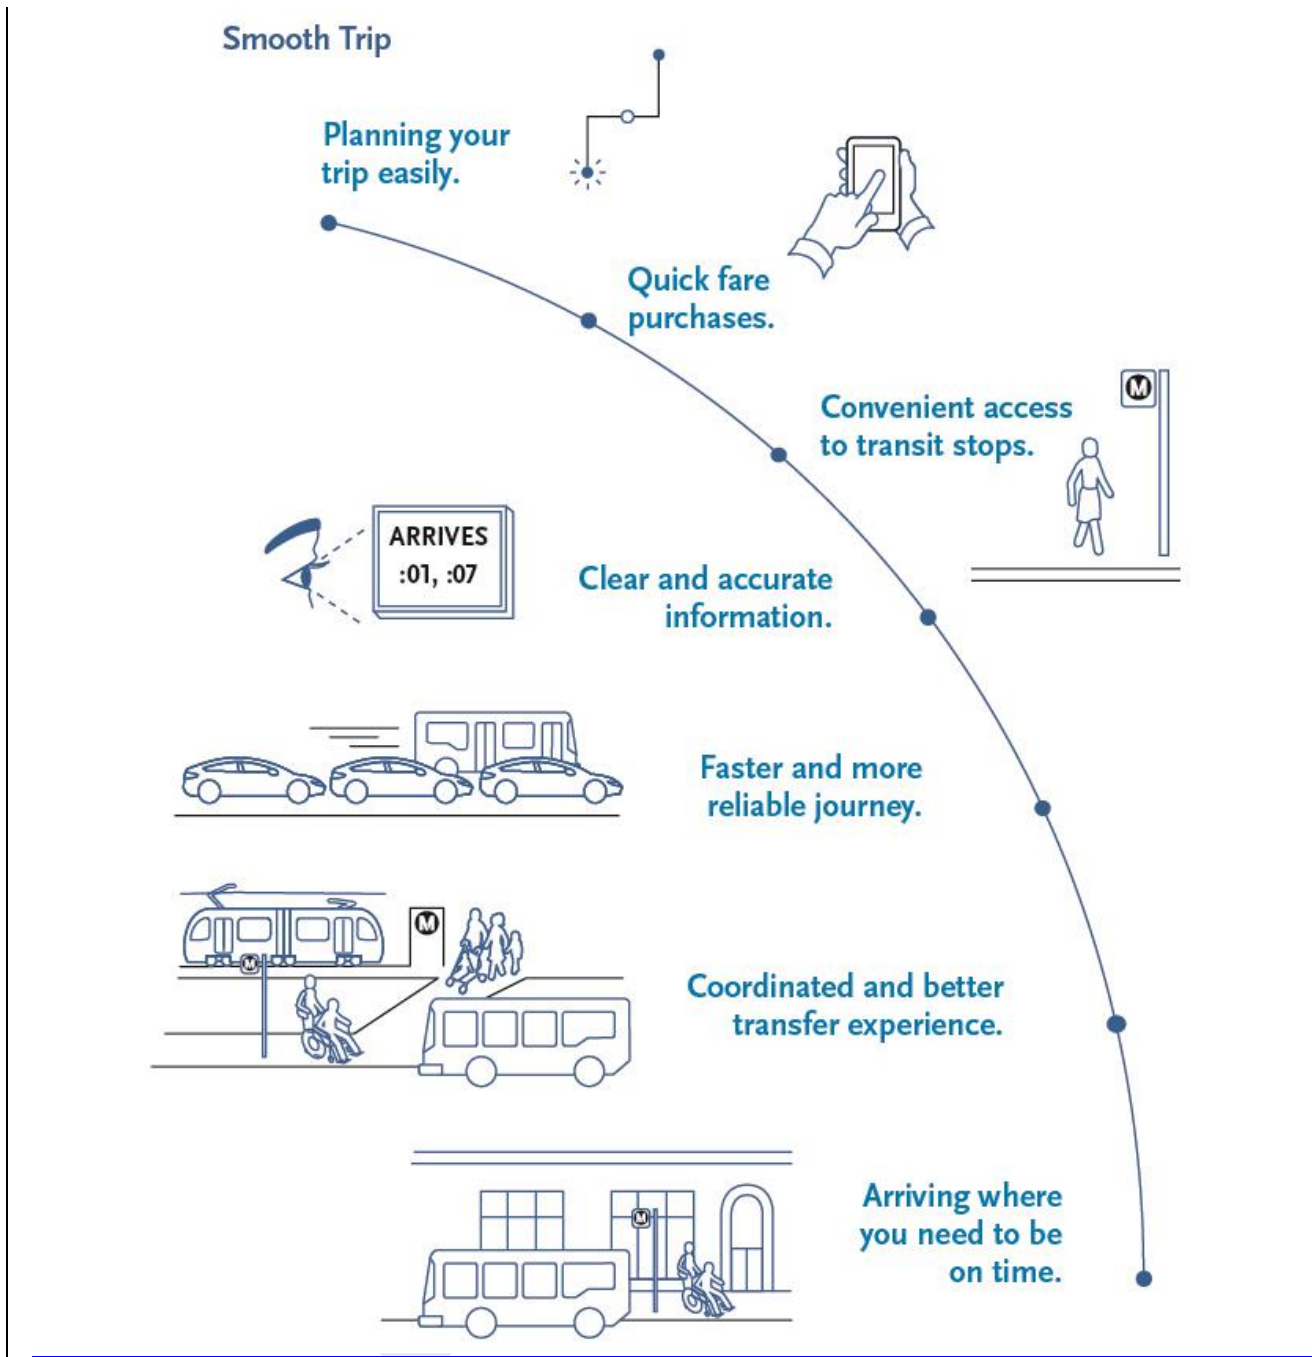 Smooth Trip
Planning your
trip easily.
Quick fare
purchases.
M
Convenient access
to transit stops.
ARRIVES
:01, :07
Clear and accurate
information.
Faster and more
reliable journey.
M
M
Coordinated and better
transfer experience.
M
Arriving where
you need to be
on time.